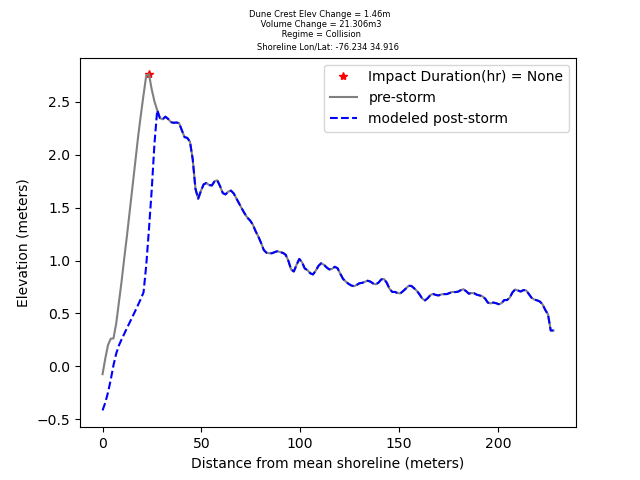 Dune Crest Elev Change = 1.46m
Volume Change = 21.306m3
Regime = Collision
Shoreline Lon/Lat: -76.234 34.916
Impact Duration(hr) = None
pre-storm
modeled post-storm
Elevation (meters)
2.5
2.0
1.5
1.0
0.5
0.0
−0.5
0
50
100
150
200
Distance from mean shoreline (meters)